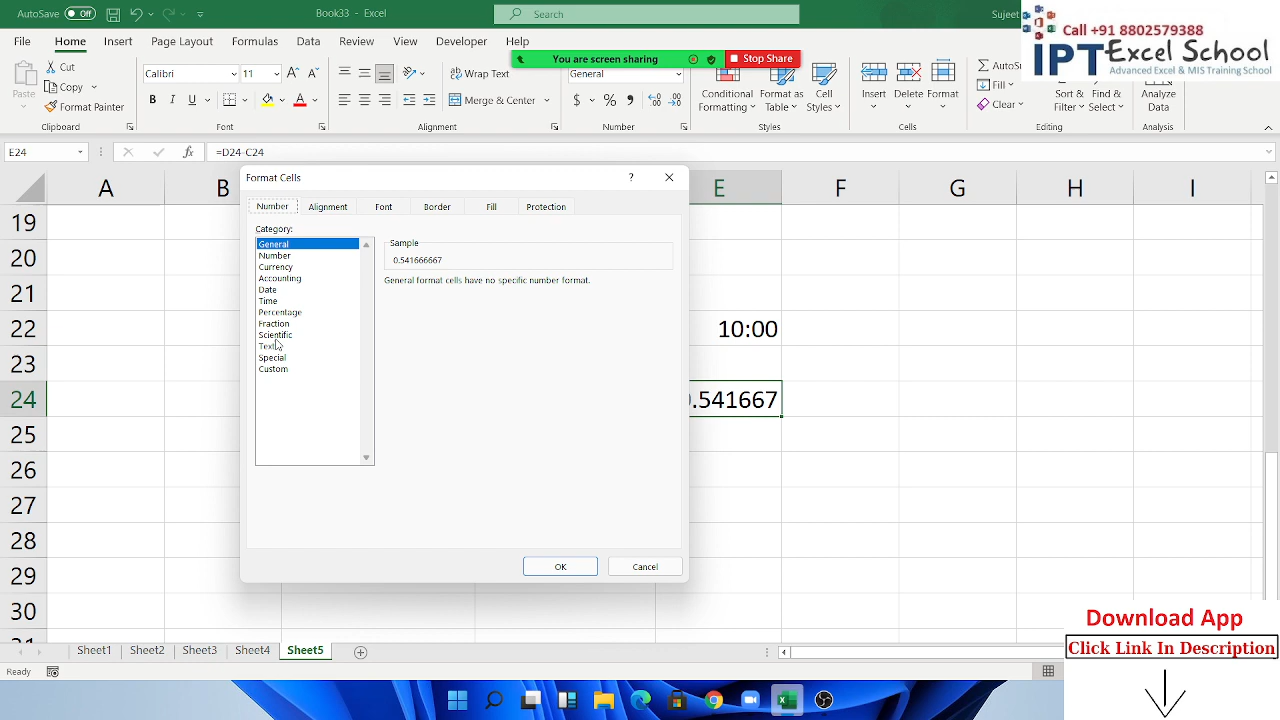 AutoSave Off Book33 - Excel Search Sujeet
File Home Insert Page Layout Formulas Data View Developer Help
You are screen sharing Stop Share
Call +91 8802579388
IPT Excel School
Advanced Excel & MIS Training School
Paste Cut Copy Format Painter
Calibri 11 Wrap Text General
B I U Merge & Center $ % ,
Conditional Formatting Format as Table Cell Styles Insert Delete Format
Fill Clear Sort & Filter Find & Select Analyze Data
Clipboard Font Alignment Number Styles Cells Editing Analysis
E24 fx =D24-C24
Format Cells ?
A B E F G H I
Number Alignment Font Border Fill Protection
Category:
General
Number
Currency
Accounting
Date
Time
Percentage
Fraction
Scientific
Text
Special
Custom
Sample
0.541666667
General format cells have no specific number format.
OK Cancel
19
20
21
22 10:00
23
24 0.541667
25
26
27
28
29
30
31
Download App
Click Link In Description
Sheet1 Sheet2 Sheet3 Sheet4 Sheet5
Ready